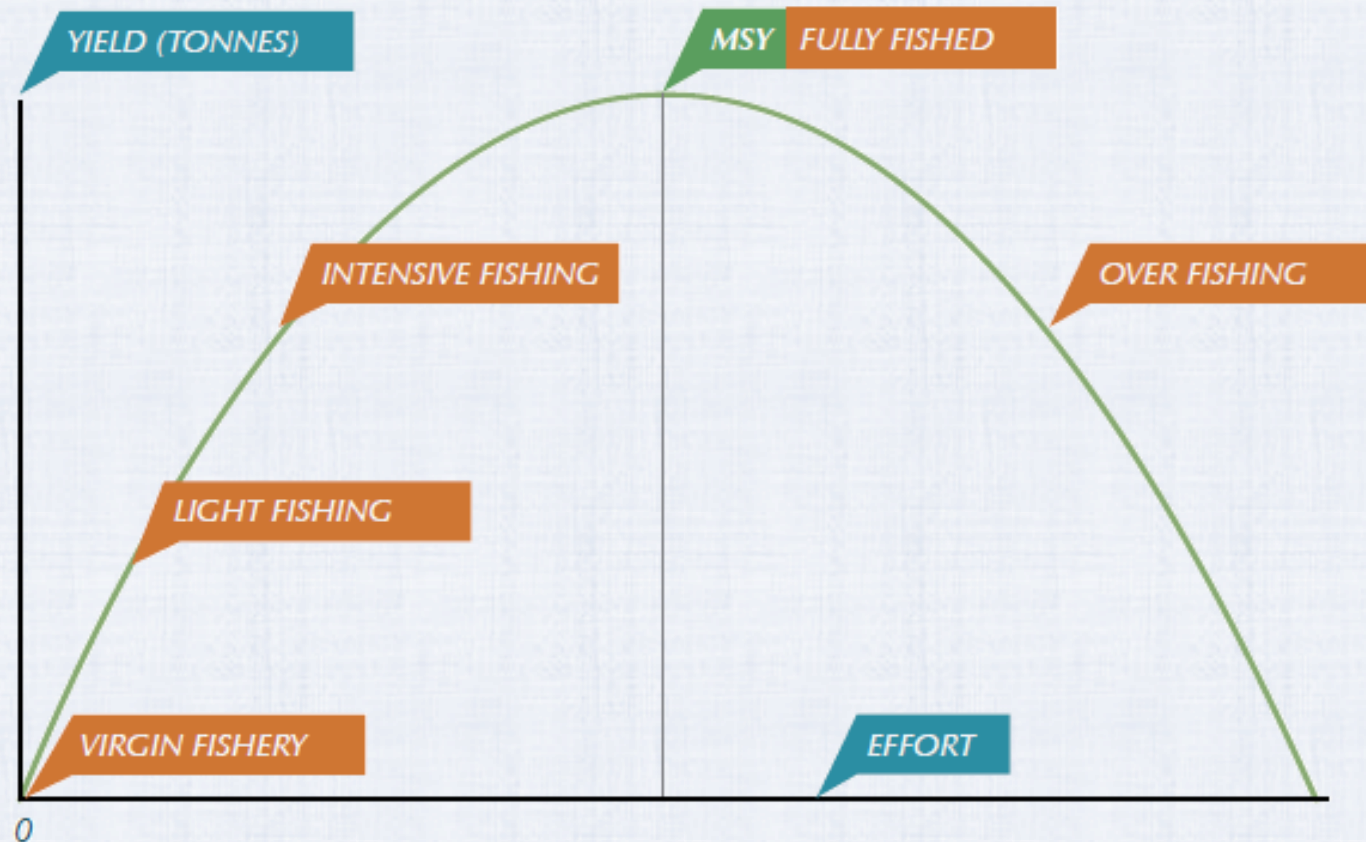 YIELD (TONNES)
MSY FULLY FISHED
INTENSIVE FISHING
OVER FISHING
LIGHT FISHING
VIRGIN FISHERY
EFFORT
0